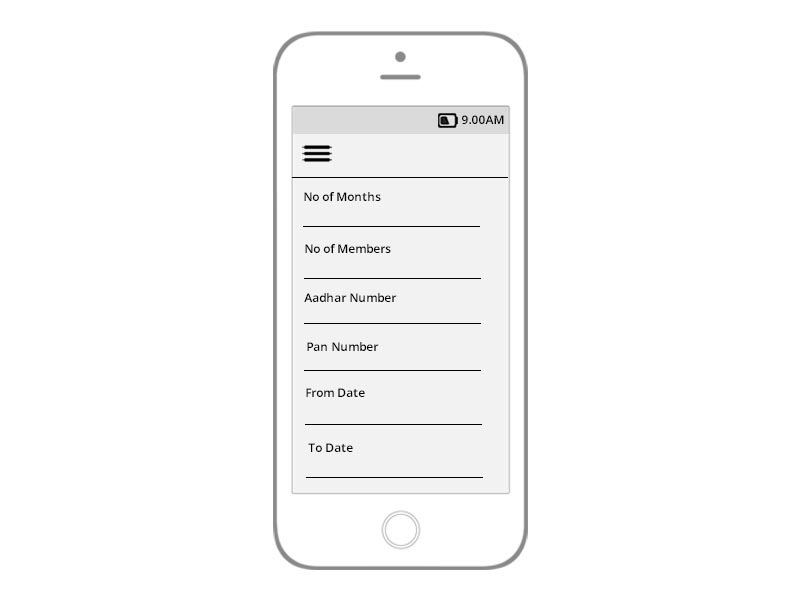 9.00AM
No of Months
No of Members
Aadhar Number
Pan Number
From Date
To Date